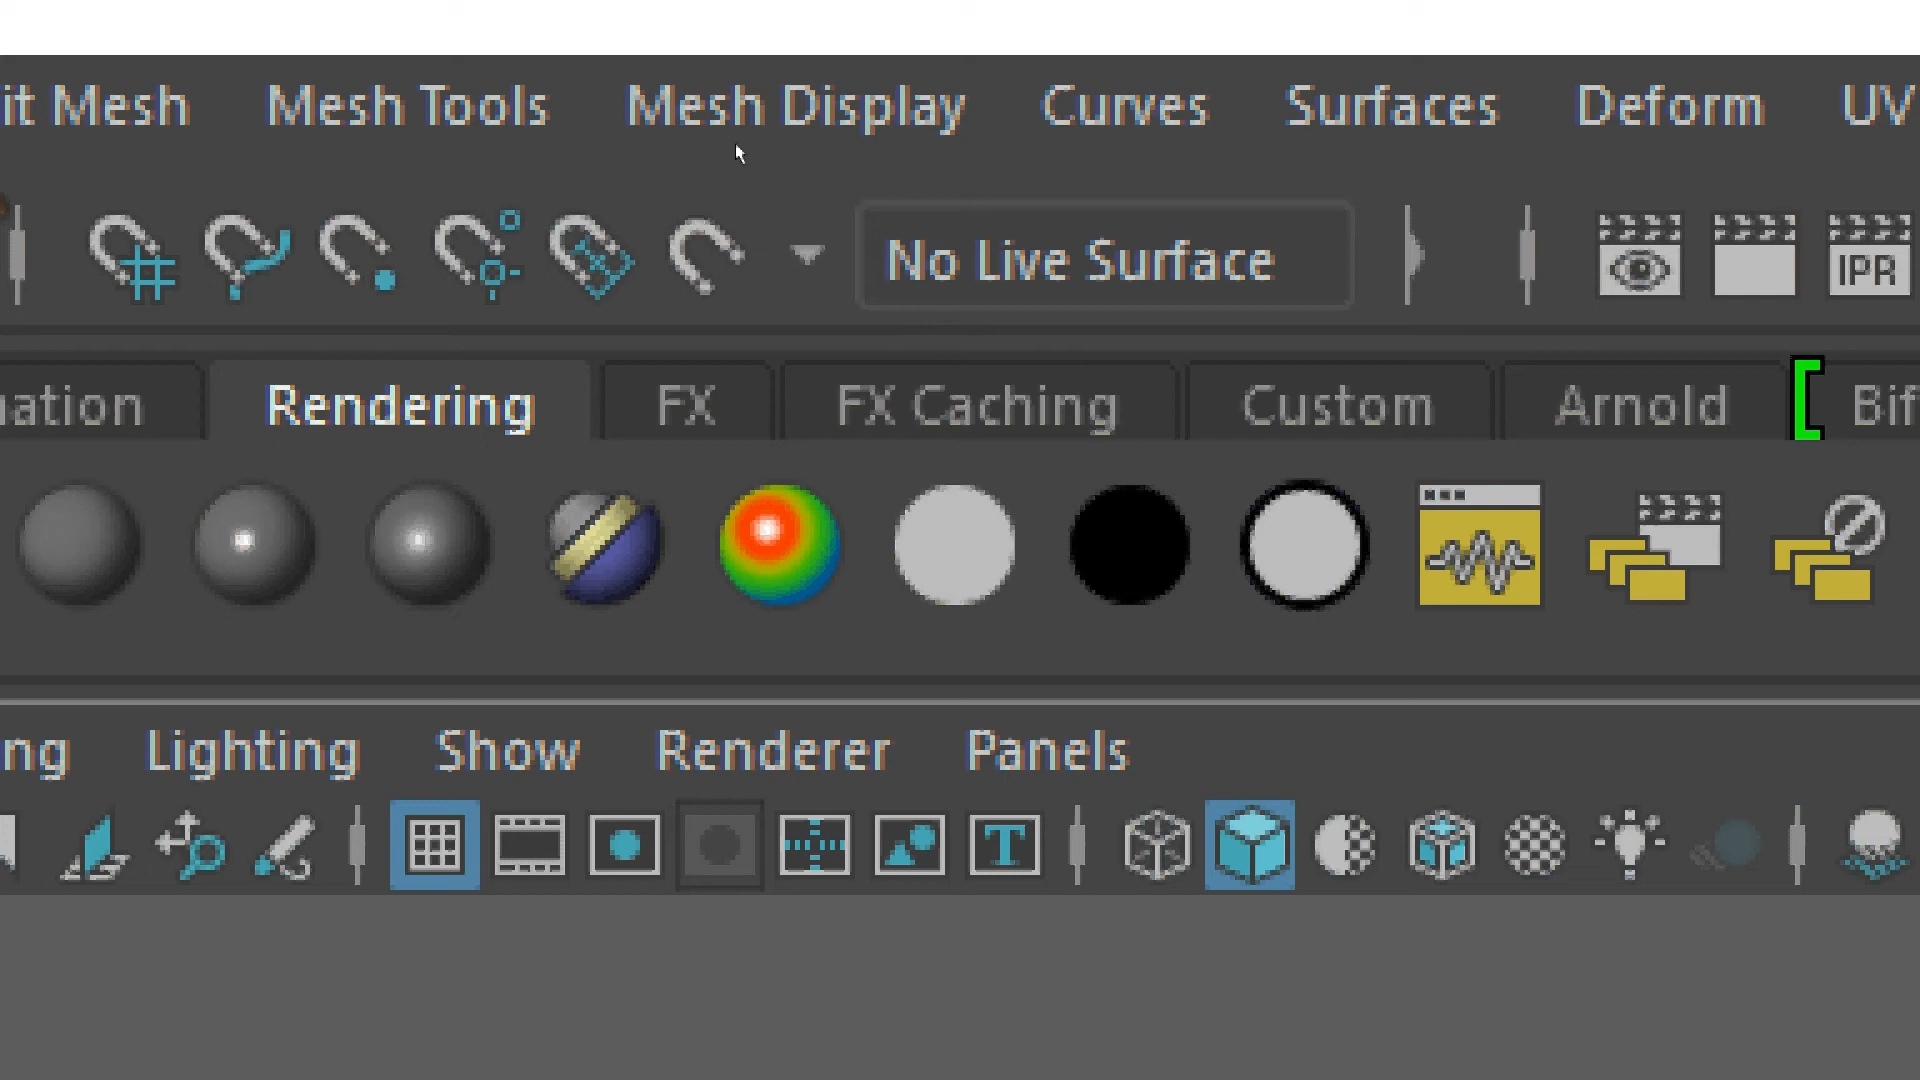 it Mesh Mesh Tools Mesh Display Curves Surfaces Deform UV
No Live Surface IPR
ation Rendering FX FX Caching Custom Arnold Bif
ng Lighting Show Renderer Panels
T